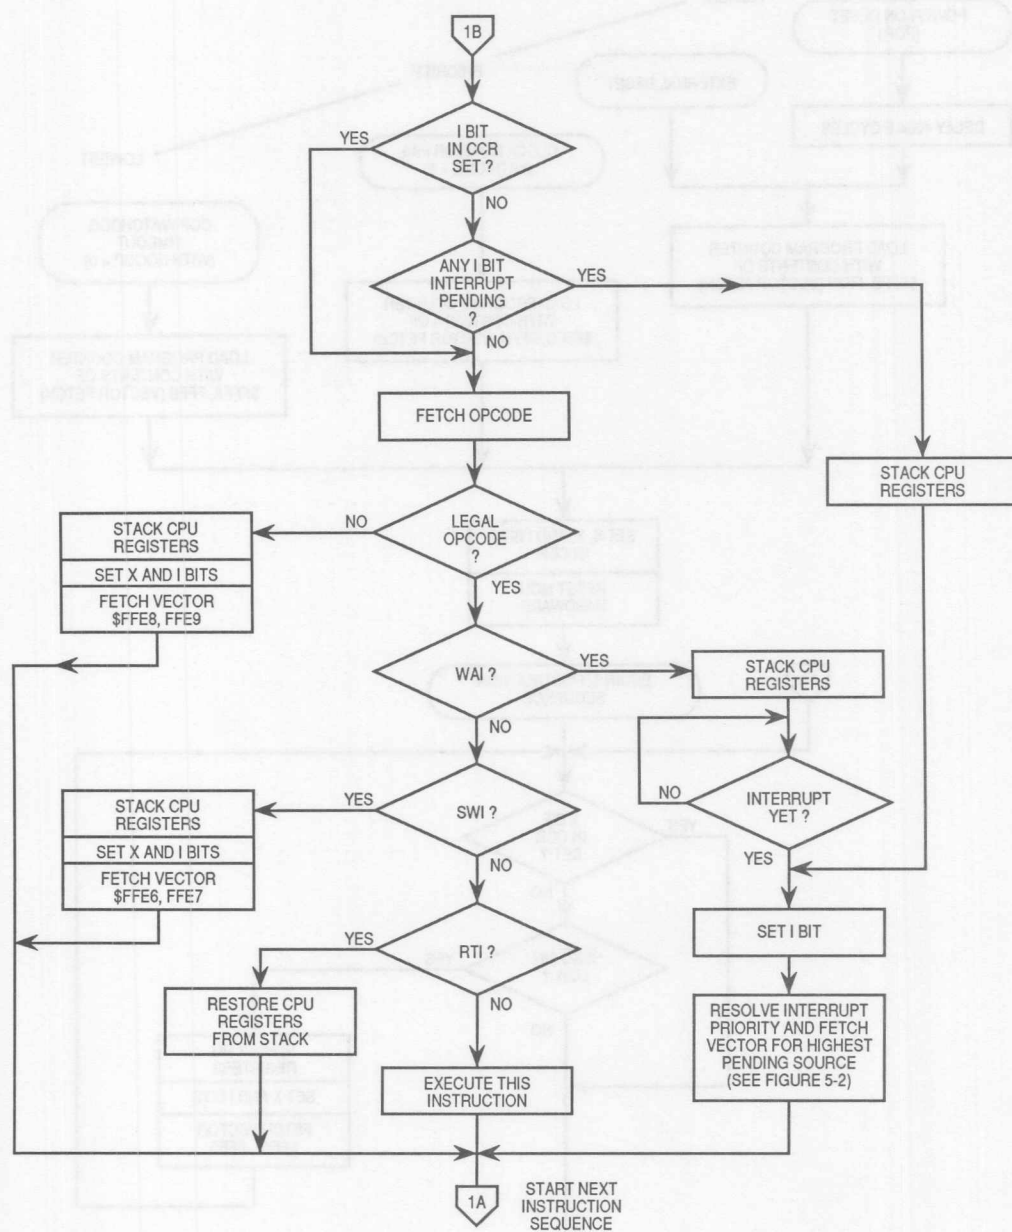 1B
I BIT
IN CCR
SET ?
YES
NO
ANY I BIT
INTERRUPT
PENDING
?
YES
NO
FETCH OPCODE
STACK CPU
REGISTERS
LEGAL
OPCODE
?
NO
YES
STACK CPU
REGISTERS
SET X AND I BITS
FETCH VECTOR
$FFE8, FFE9
WAI ?
YES
NO
STACK CPU
REGISTERS
INTERRUPT
YET ?
NO
YES
SWI ?
YES
NO
STACK CPU
REGISTERS
SET X AND I BITS
FETCH VECTOR
$FFE6, FFE7
SET I BIT
RTI ?
YES
NO
RESTORE CPU
REGISTERS
FROM STACK
RESOLVE INTERRUPT
PRIORITY AND FETCH
VECTOR FOR HIGHEST
PENDING SOURCE
(SEE FIGURE 5-2)
EXECUTE THIS
INSTRUCTION
1A
START NEXT
INSTRUCTION
SEQUENCE